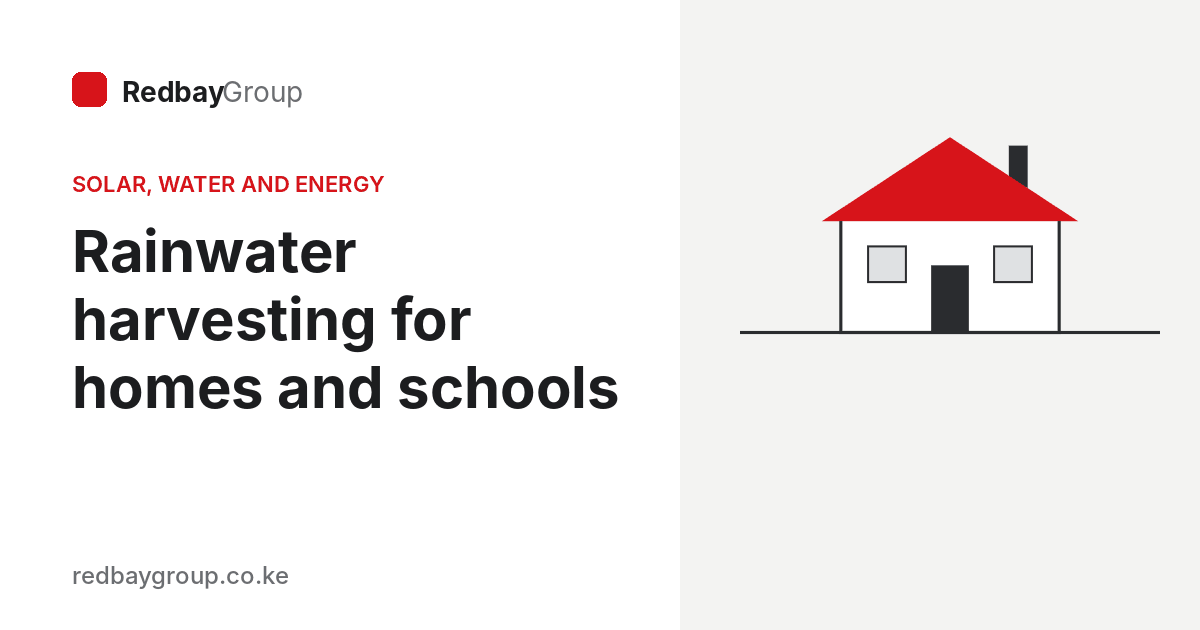 RedbayGroup
SOLAR, WATER AND ENERGY
Rainwater
harvesting for
homes and schools
redbaygroup.co.ke